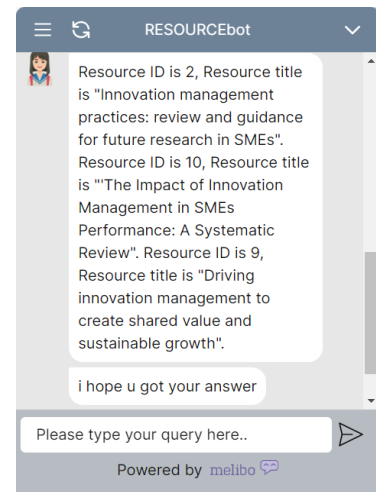 RESOURCEbot
Resource ID is 2, Resource title
is "Innovation management
practices: review and guidance
for future research in SMEs".
Resource ID is 10, Resource title
is "'The Impact of Innovation
Management in SMEs
Performance: A Systematic
Review". Resource ID is 9,
Resource title is "Driving
innovation management to
create shared value and
sustainable growth".
i hope u got your answer
Please type your query here..
Powered by melibo